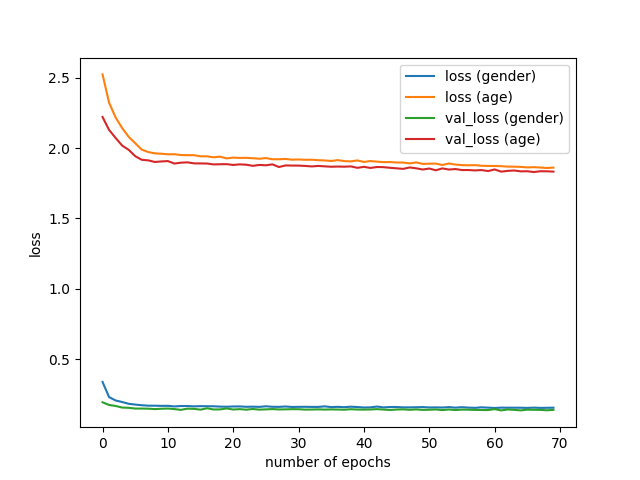 loss (gender)
loss (age)
val_loss (gender)
val_loss (age)
2.5
2.0
1.5
1.0
0.5
loss
0 10 20 30 40 50 60 70
number of epochs